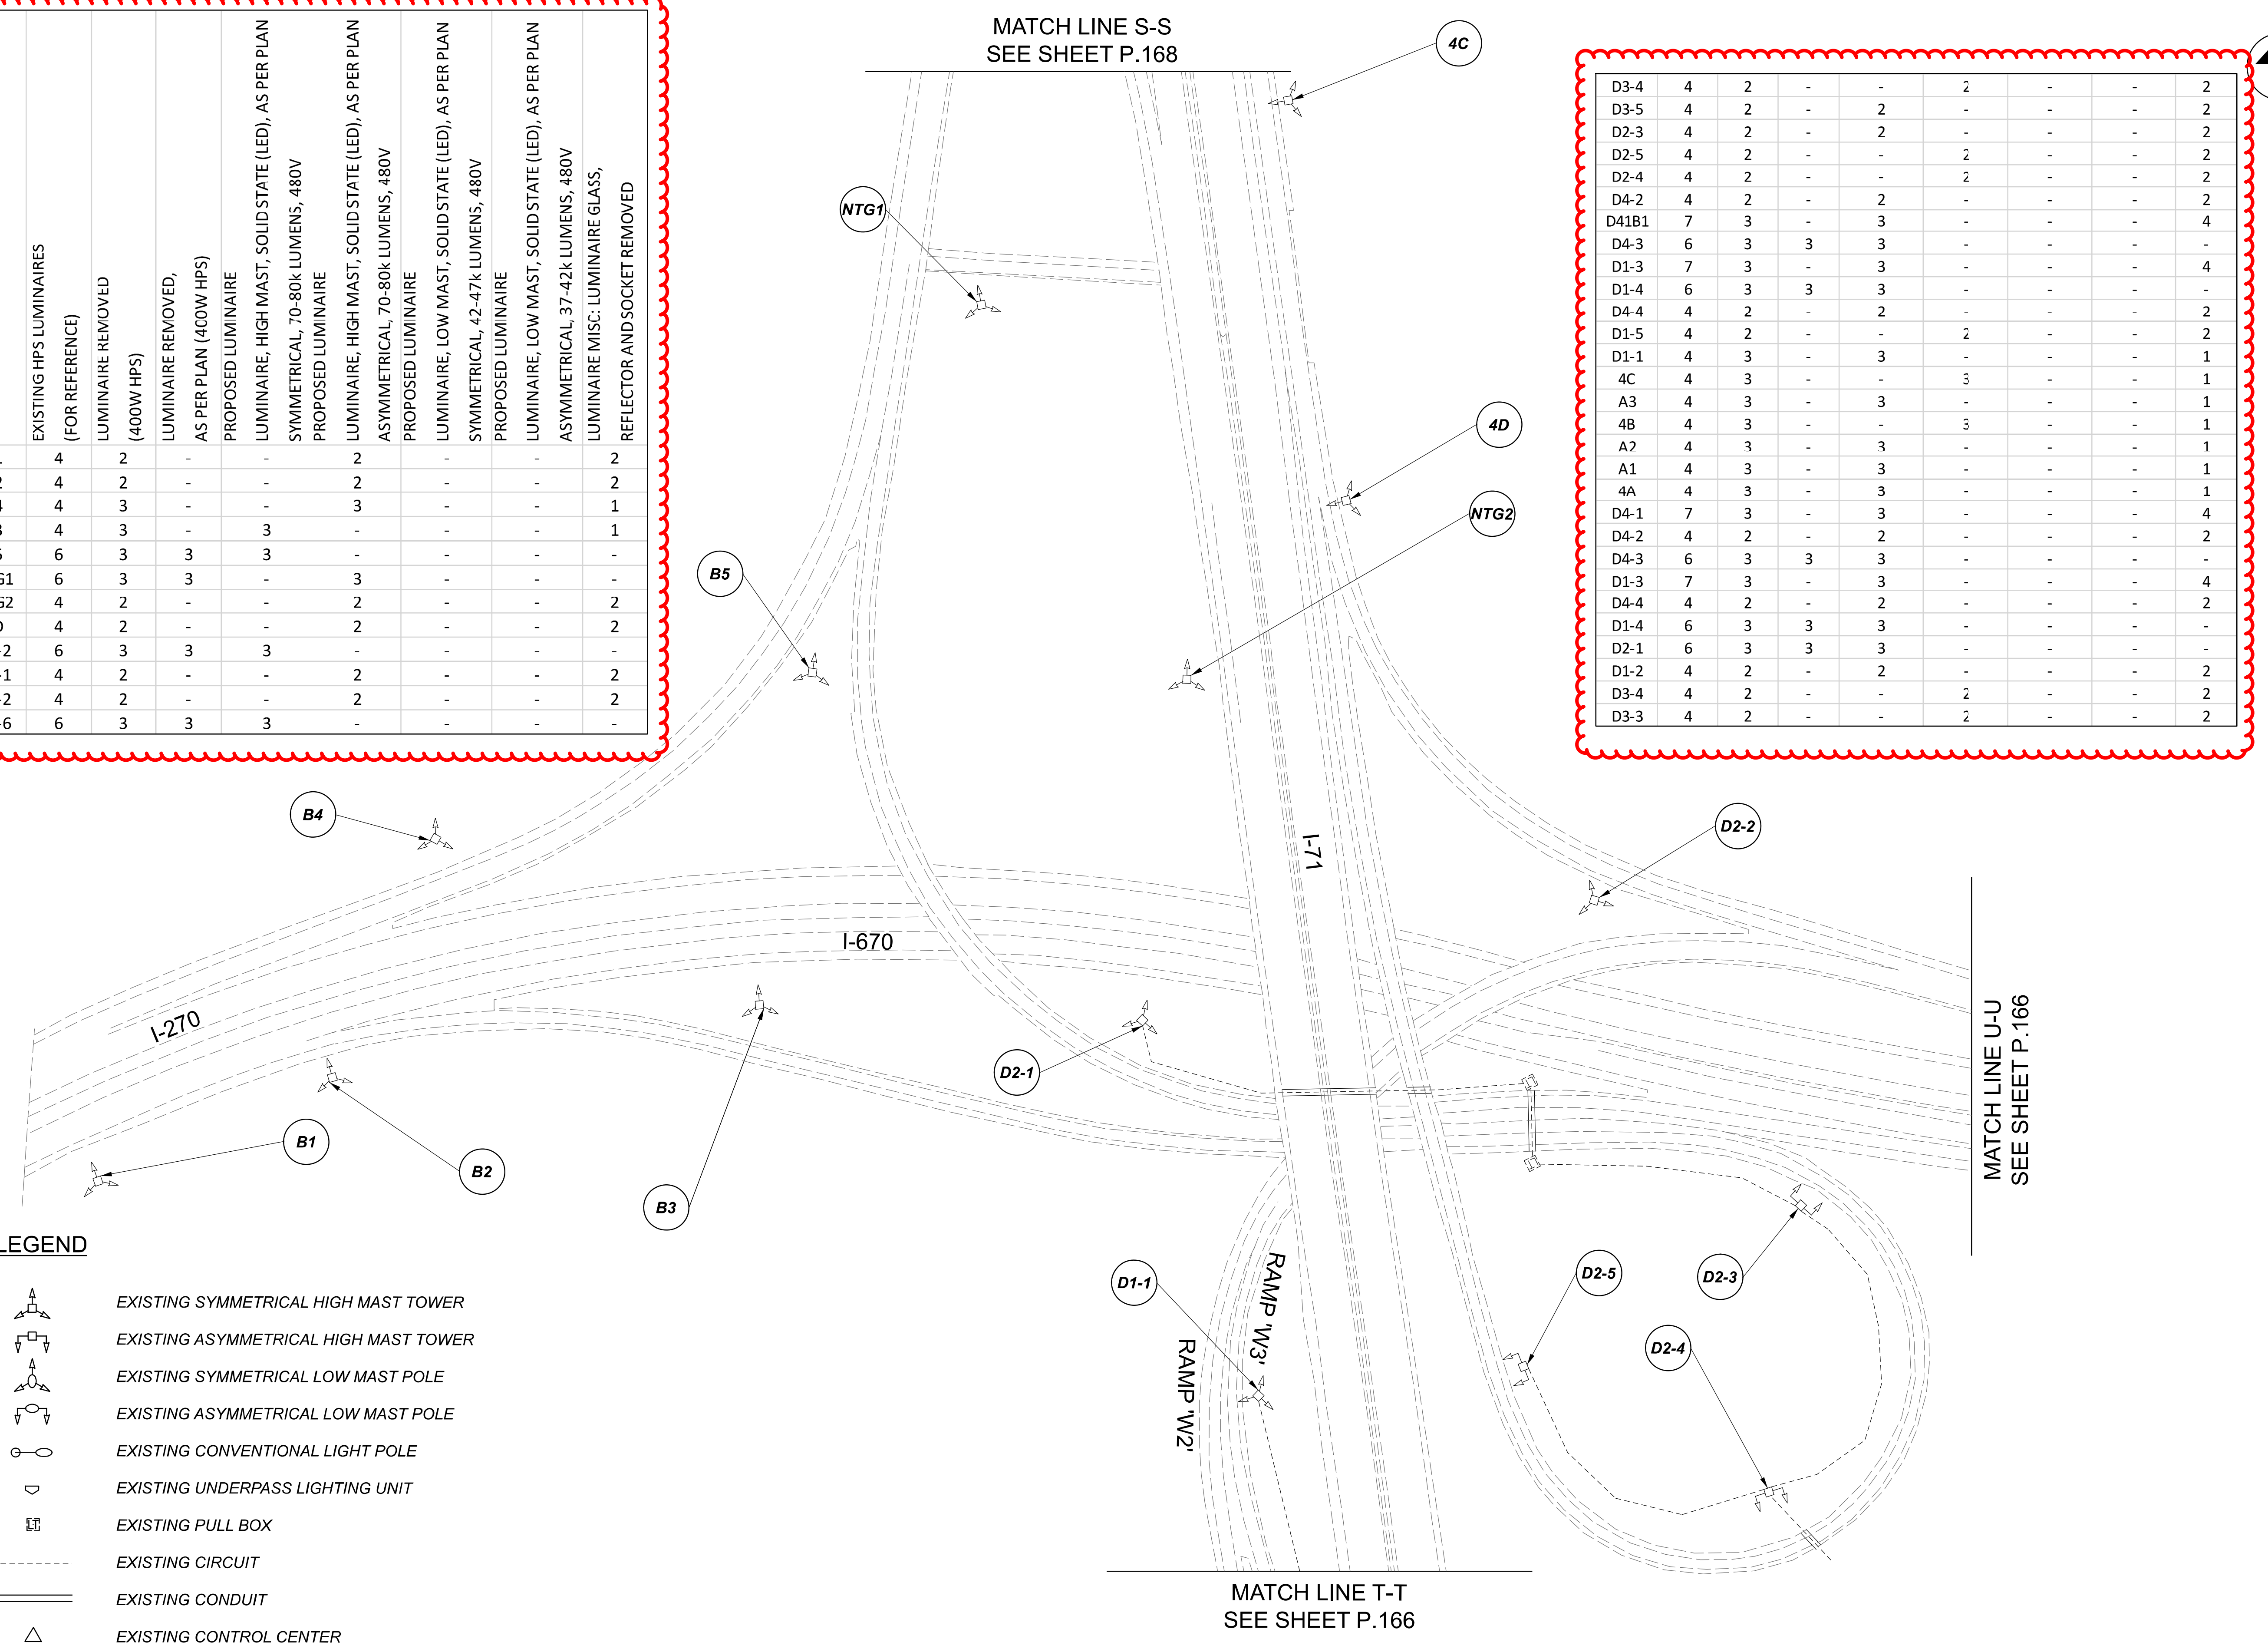 EXISTING HPS LUMINAIRES
(FOR REFERENCE)
LUMINAIRE REMOVED
(400W HPS)
LUMINAIRE REMOVED,
AS PER PLAN (400W HPS)
PROPOSED LUMINAIRE
LUMINAIRE, HIGH MAST, SOLID STATE (LED), AS PER PLAN
SYMMETRICAL, 70-80k LUMENS, 480V
PROPOSED LUMINAIRE
LUMINAIRE, HIGH MAST, SOLID STATE (LED), AS PER PLAN
ASYMMETRICAL, 70-80k LUMENS, 480V
PROPOSED LUMINAIRE
LUMINAIRE, LOW MAST, SOLID STATE (LED), AS PER PLAN
SYMMETRICAL, 42-47k LUMENS, 480V
PROPOSED LUMINAIRE
LUMINAIRE, LOW MAST, SOLID STATE (LED), AS PER PLAN
ASYMMETRICAL, 37-42k LUMENS, 480V
LUMINAIRE MISC: LUMINAIRE GLASS,
REFLECTOR AND SOCKET REMOVED
4 2 - - 2 - - 2
2 4 2 - - 2 - - 2
4 4 3 - - 3 - - 1
3 4 3 - 3 - - - 1
5 6 3 3 3 - - - -
G1 6 3 3 - 3 - - -
G2 4 2 - - 2 - - 2
D 4 2 - - 2 - - 2
-2 6 3 3 3 - - - -
-1 4 2 - - 2 - - 2
-2 4 2 - - 2 - - 2
-6 6 3 3 3 - - - -
MATCH LINE S-S
SEE SHEET P.168
D3-4 4 2 - - 2 - - 2
D3-5 4 2 - 2 - - - 2
D2-3 4 2 - 2 - - - 2
D2-5 4 2 - - 2 - - 2
D2-4 4 2 - - 2 - - 2
D4-2 4 2 - 2 - - - 2
D41B1 7 3 - 3 - - - 4
D4-3 6 3 3 3 - - - -
D1-3 7 3 - 3 - - - 4
D1-4 6 3 3 3 - - - -
D4-4 4 2 - 2 - - - 2
D1-5 4 2 - - 2 - - 2
D1-1 4 3 - 3 - - - 1
4C 4 3 - - 3 - - 1
A3 4 3 - 3 - - - 1
4B 4 3 - - 3 - - 1
A2 4 3 - 3 - - - 1
A1 4 3 - 3 - - - 1
4A 4 3 - 3 - - - 1
D4-1 7 3 - 3 - - - 4
D4-2 4 2 - 2 - - - 2
D4-3 6 3 3 3 - - - -
D1-3 7 3 - 3 - - - 4
D4-4 4 2 - 2 - - - 2
D1-4 6 3 3 3 - - - -
D2-1 6 3 3 3 - - - -
D1-2 4 2 - 2 - - - 2
D3-4 4 2 - - 2 - - 2
D3-3 4 2 - - 2 - - 2
4C
NTG1
4D
NTG2
B5
B4
D2-2
I-71
I-670
I-270
D2-1
B1
B2
B3
MATCH LINE U-U
SEE SHEET P.166
D1-1
D2-5
D2-3
D2-4
RAMP 'W3'
RAMP 'W2'
LEGEND
EXISTING SYMMETRICAL HIGH MAST TOWER
EXISTING ASYMMETRICAL HIGH MAST TOWER
EXISTING SYMMETRICAL LOW MAST POLE
EXISTING ASYMMETRICAL LOW MAST POLE
EXISTING CONVENTIONAL LIGHT POLE
EXISTING UNDERPASS LIGHTING UNIT
EXISTING PULL BOX
EXISTING CIRCUIT
EXISTING CONDUIT
EXISTING CONTROL CENTER
MATCH LINE T-T
SEE SHEET P.166